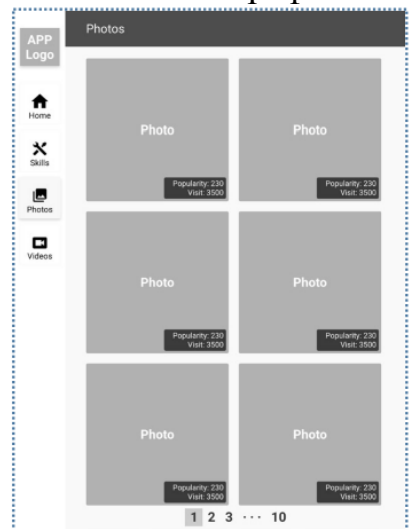 Photos
APP
Logo
Home
Skills
Photos
Videos
Photo
Popularity: 230
Visit: 3500
Photo
Popularity: 230
Visit: 3500
Photo
Popularity: 230
Visit: 3500
Photo
Popularity: 230
Visit: 3500
Photo
Popularity: 230
Visit: 3500
Photo
Popularity: 230
Visit: 3500
1 2 3 ··· 10